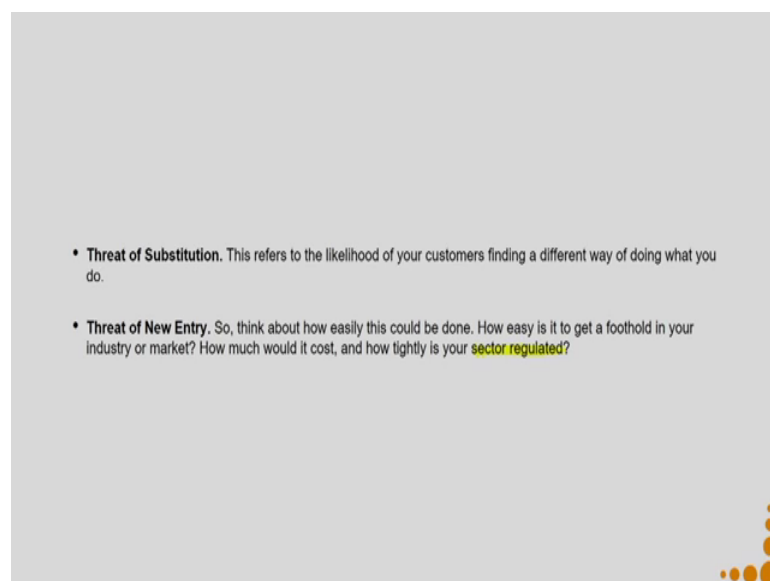 • Threat of Substitution. This refers to the likelihood of your customers finding a different way of doing what you
do.
• Threat of New Entry. So, think about how easily this could be done. How easy is it to get a foothold in your
industry or market? How much would it cost, and how tightly is your sector regulated?